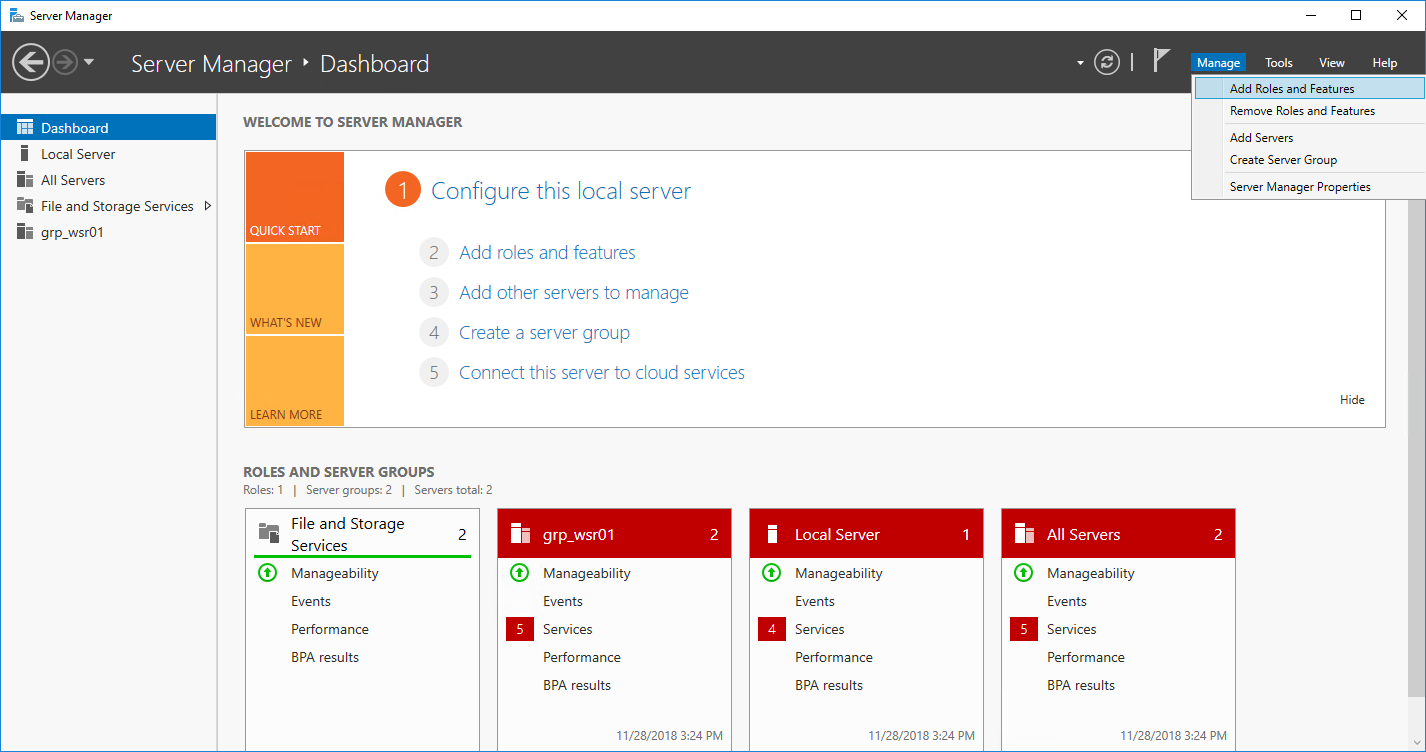 Server Manager
Server Manager • Dashboard
Manage Tools View Help
Add Roles and Features
Remove Roles and Features
Add Servers
Create Server Group
Server Manager Properties
Dashboard
Local Server
All Servers
File and Storage Services
grp_wsr01
WELCOME TO SERVER MANAGER
QUICK START
WHAT'S NEW
LEARN MORE
1 Configure this local server
2 Add roles and features
3 Add other servers to manage
4 Create a server group
5 Connect this server to cloud services
Hide
ROLES AND SERVER GROUPS
Roles: 1 | Server groups: 2 | Servers total: 2
File and Storage
Services 2
Manageability
Events
Performance
BPA results
grp_wsr01 2
Manageability
Events
5 Services
Performance
BPA results
11/28/2018 3:24 PM
Local Server 1
Manageability
Events
4 Services
Performance
BPA results
11/28/2018 3:24 PM
All Servers 2
Manageability
Events
5 Services
Performance
BPA results
11/28/2018 3:24 PM